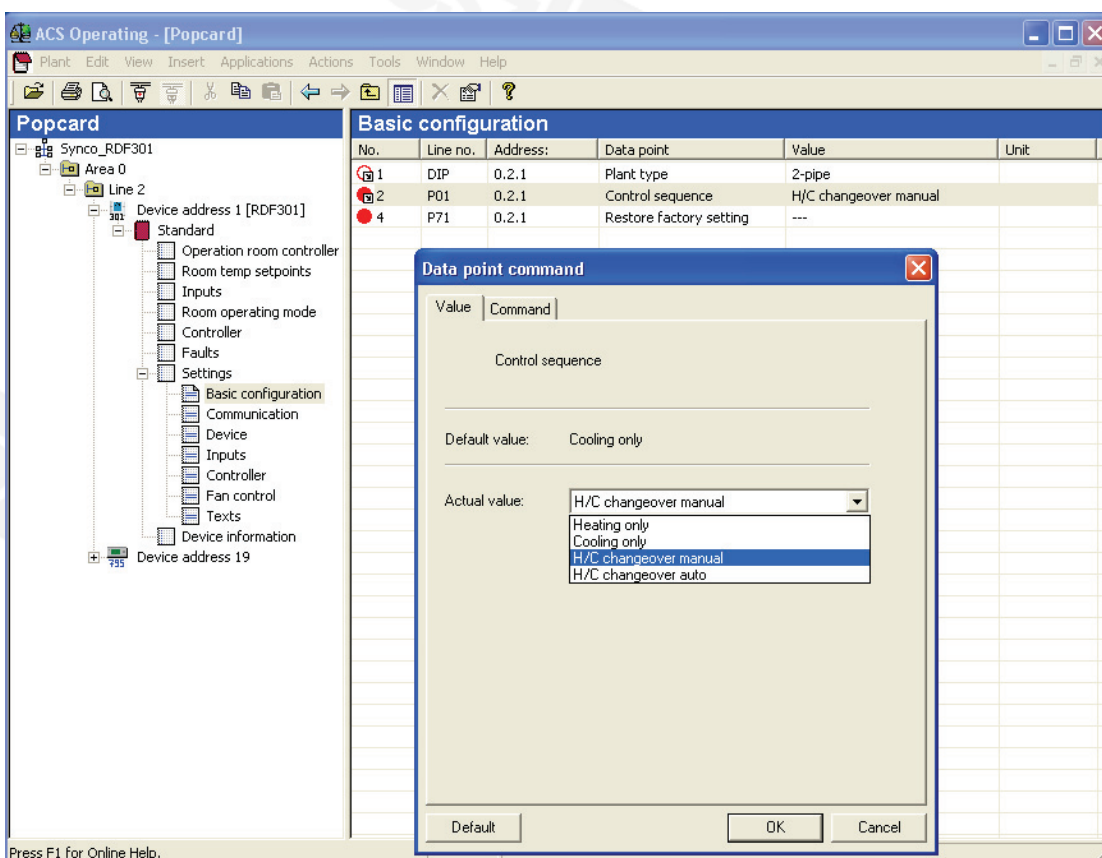 ACS Operating - [Popcard]
Plant Edit View Insert Applications Actions Tools Window Help
Popcard
Basic configuration
Synco_RDF301
Area 0
Line 2
301
Device address 1 [RDF301]
Standard
Operation room controller
Room temp setpoints
Inputs
Room operating mode
Controller
Faults
Settings
Basic configuration
Communication
Device
Inputs
Controller
Fan control
Texts
Device information
795
Device address 19
No. Line no. Address: Data point Value Unit
1 DIP 0.2.1 Plant type 2-pipe
2 P01 0.2.1 Control sequence H/C changeover manual
4 P71 0.2.1 Restore factory setting ---
Data point command
Value Command
Control sequence
Default value: Cooling only
Actual value: H/C changeover manual
Heating only
Cooling only
H/C changeover manual
H/C changeover auto
Default OK Cancel
Press F1 for Online Help.